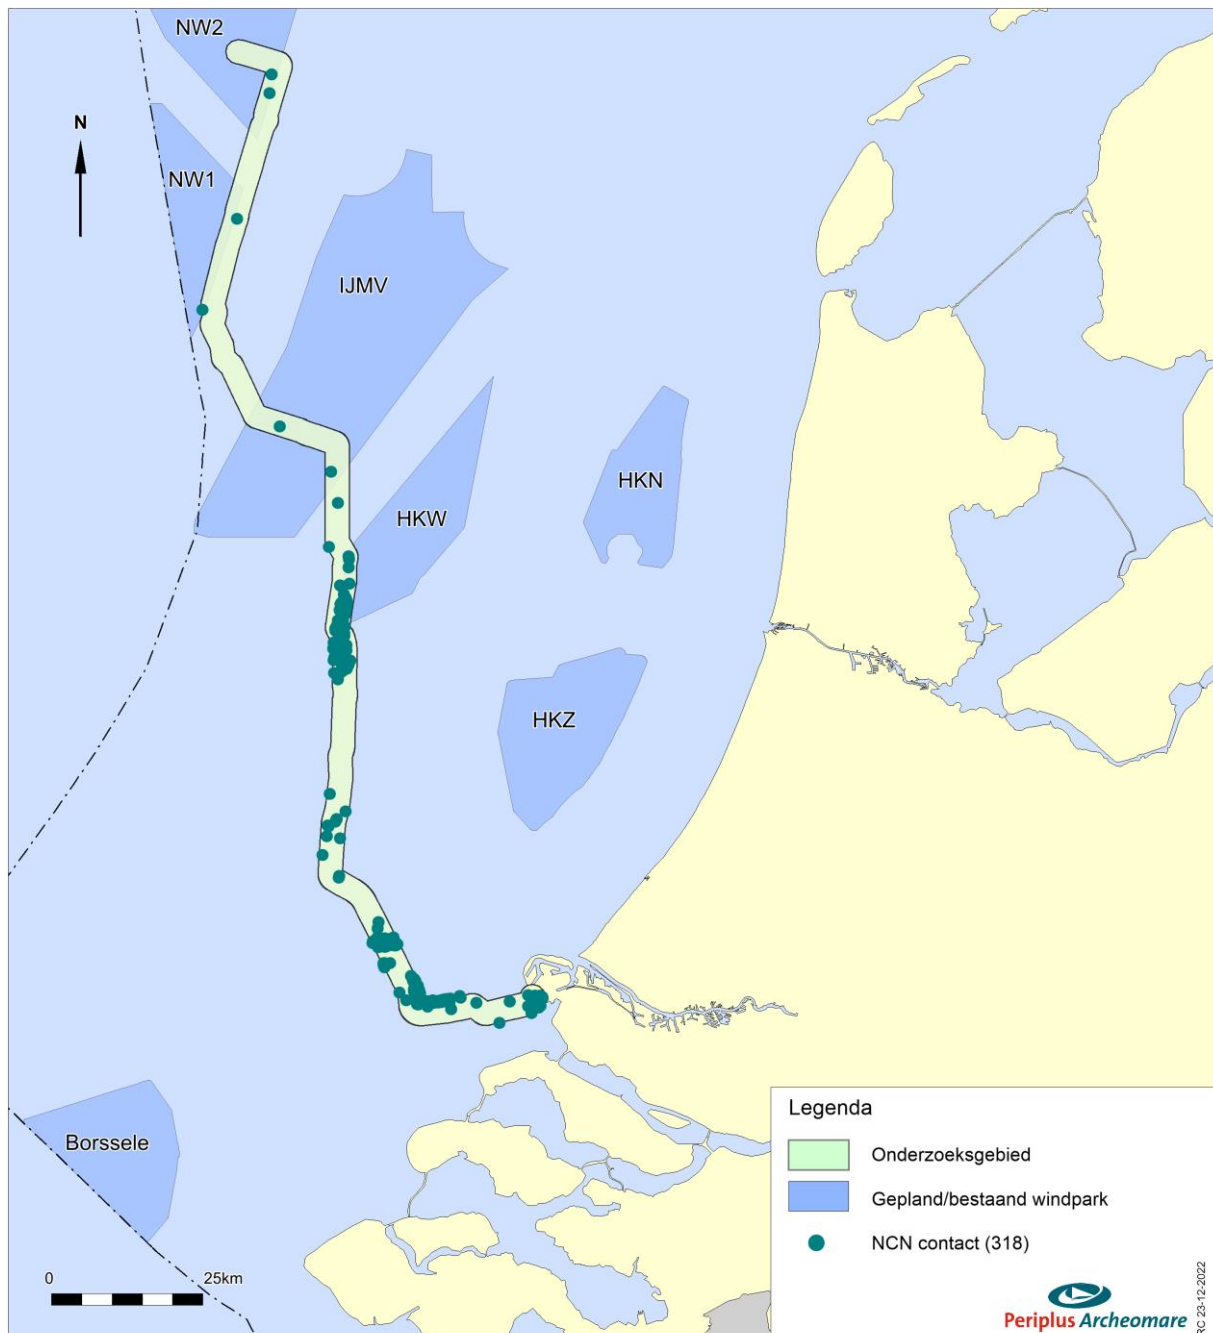 NW2
N
NW1
IJMV
HKN
HKW
HKZ
Borssele
0 25km
Legenda
Onderzoeksgebied
Gepland/bestaand windpark
NCN contact (318)
Periplus Archeomare
RC 23-12-2022